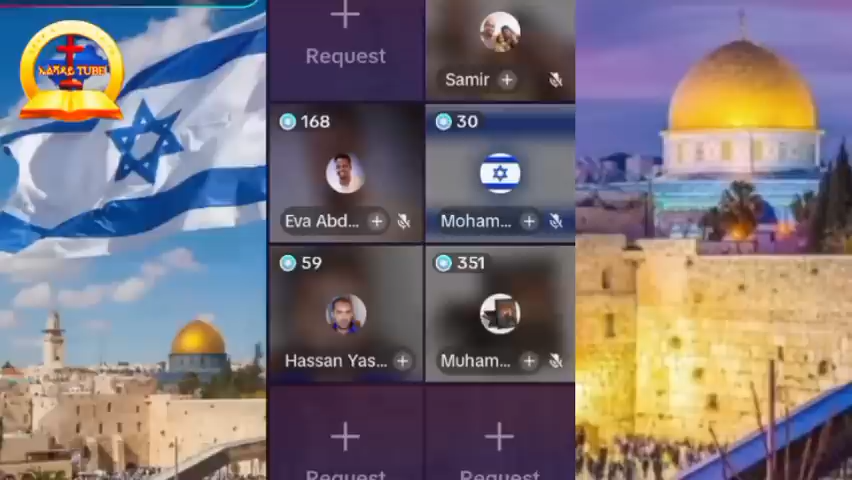 Request
Samir
168
30
Eva Abd...
Moham...
59
351
Hassan Yas...
Muham...
Request
Request